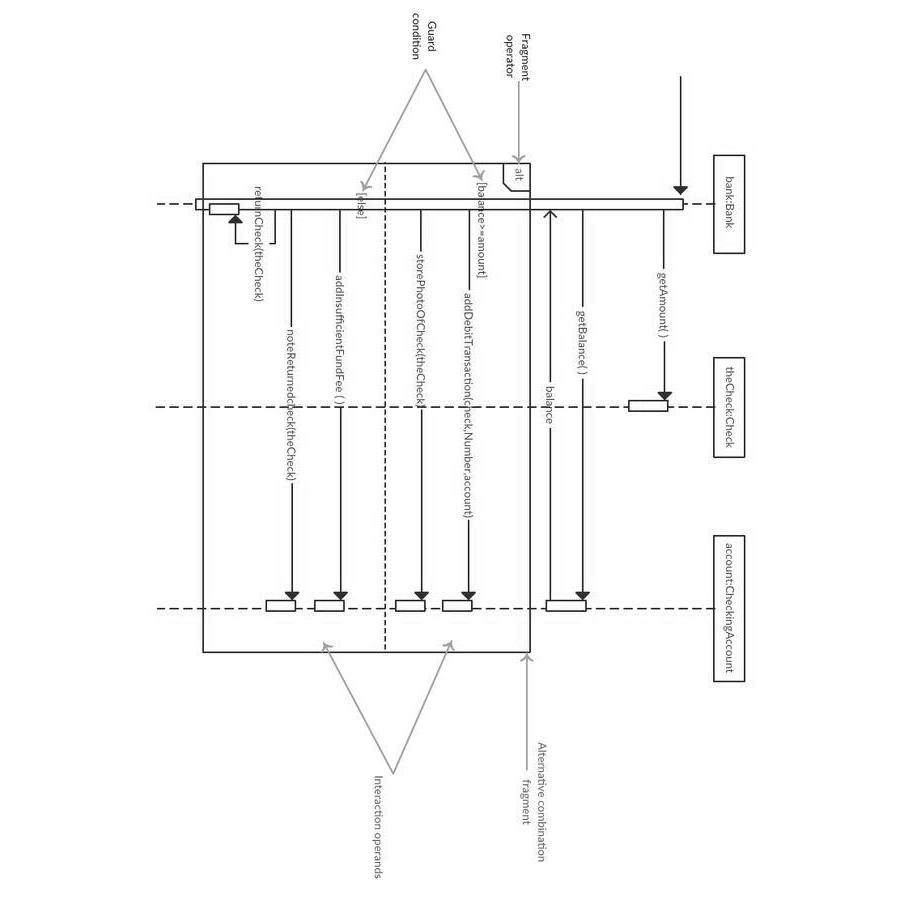 bank:Bank
theCheck:Check
account:CheckingAccount
getAmount( )
getBalance( )
balance
Fragment
operator
alt
Guard
condition
[balance>=amount]
addDebitTransaction(check,Number,account)
storePhotoOfCheck(theCheck)
[else]
addInsufficientFundFee ( )
noteReturnedcheck(theCheck)
returnCheck(theCheck)
Alternative combination
fragment
Interaction operands